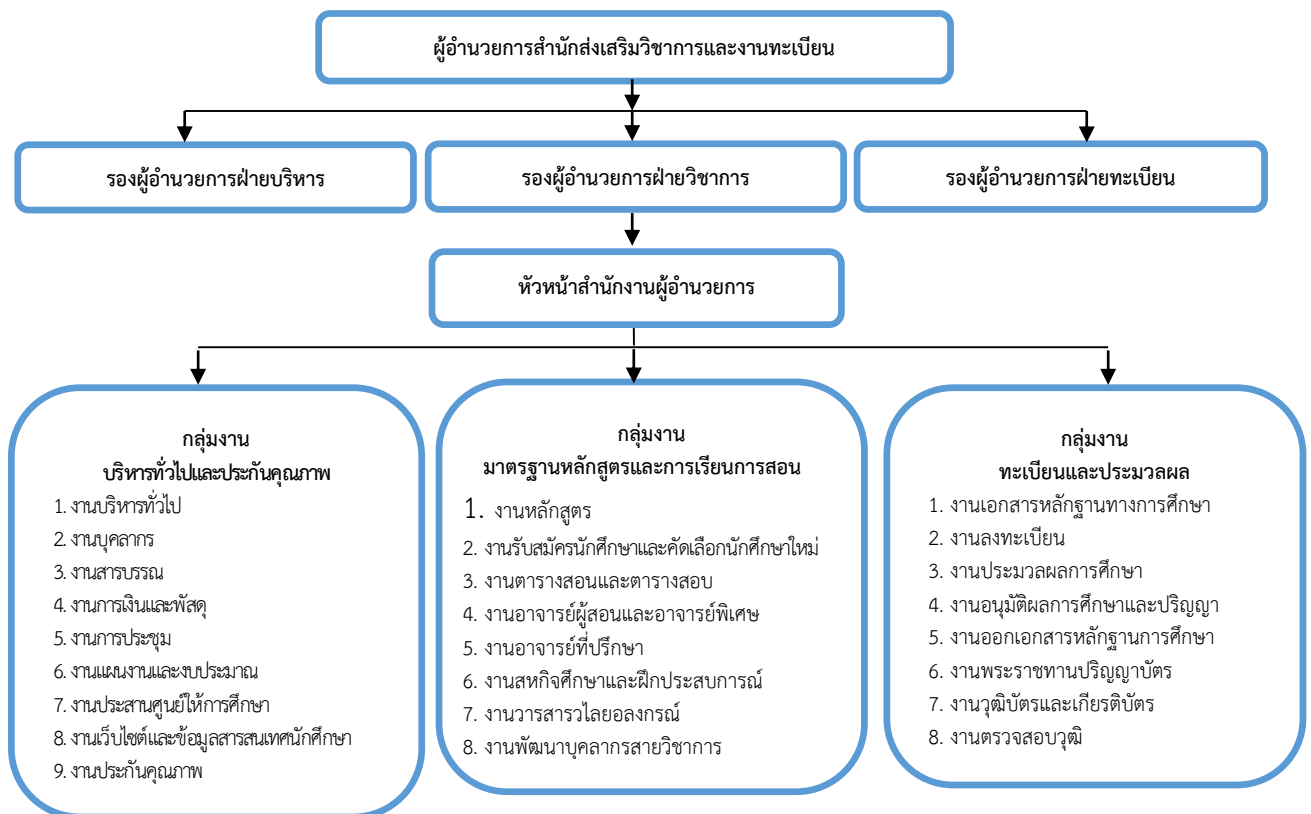 ผู้อำนวยการสำนักส่งเสริมวิชาการและงานทะเบียน
รองผู้อำนวยการฝ่ายบริหาร
รองผู้อำนวยการฝ่ายวิชาการ
รองผู้อำนวยการฝ่ายทะเบียน
หัวหน้าสำนักงานผู้อำนวยการ
กลุ่มงาน
บริหารทั่วไปและประกันคุณภาพ
1. งานบริหารทั่วไป
2. งานบุคลากร
3. งานสารบรรณ
4. งานการเงินและพัสดุ
5. งานการประชุม
6. งานแผนงานและงบประมาณ
7. งานประสานศูนย์ให้การศึกษา
8. งานเว็บไซต์และข้อมูลสารสนเทศนักศึกษา
9. งานประกันคุณภาพ
กลุ่มงาน
มาตรฐานหลักสูตรและการเรียนการสอน
1. งานหลักสูตร
2. งานรับสมัครนักศึกษาและคัดเลือกนักศึกษาใหม่
3. งานตารางสอนและตารางสอบ
4. งานอาจารย์ผู้สอนและอาจารย์พิเศษ
5. งานอาจารย์ที่ปรึกษา
6. งานสหกิจศึกษาและฝึกประสบการณ์
7. งานวารสารวไลยอลงกรณ์
8. งานพัฒนาบุคลากรสายวิชาการ
กลุ่มงาน
ทะเบียนและประมวลผล
1. งานเอกสารหลักฐานทางการศึกษา
2. งานลงทะเบียน
3. งานประมวลผลการศึกษา
4. งานอนุมัติผลการศึกษาและปริญญา
5. งานออกเอกสารหลักฐานการศึกษา
6. งานพระราชทานปริญญาบัตร
7. งานวุฒิบัตรและเกียรติบัตร
8. งานตรวจสอบวุฒิ